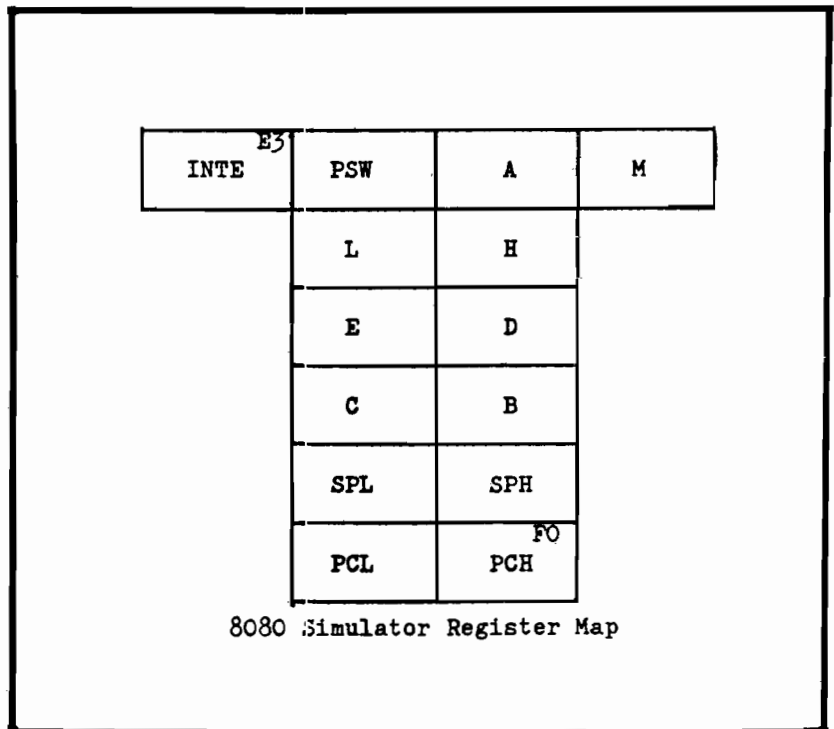 E3
INTE PSW A M
L H
E D
C B
SPL SPH
F0
PCL PCH
8080 Simulator Register Map